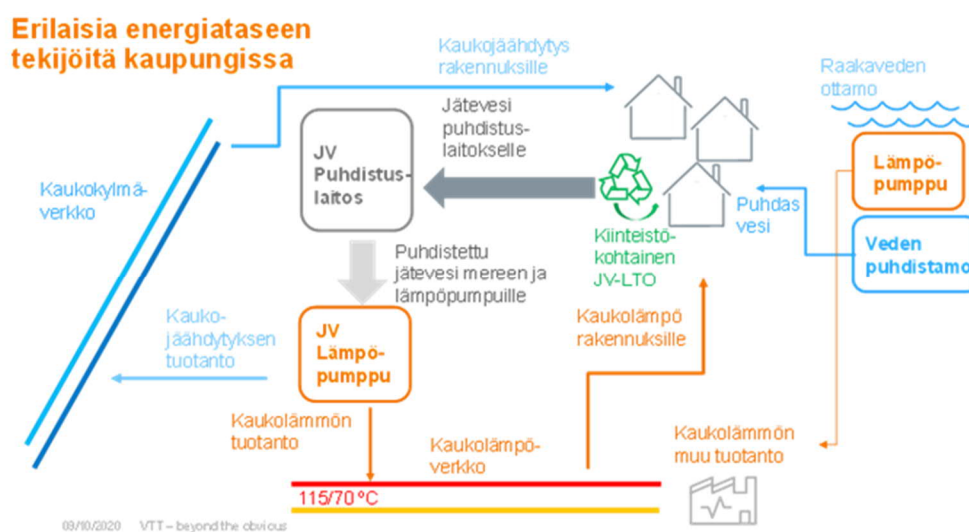 Erilaisia energiataseen
tekijöitä kaupungissa
Kaukojäähdytys
rakennuksille
Raakaveden
ottamo
Jätevesi
puhdistus-
laitokselle
JV
Puhdistus-
laitos
Lämpö-
pumppu
Kaukokylmä-
verkko
Puhdas
vesi
Veden
puhdistamo
Kiinteistö-
kohtainen
JV-LTO
Puhdistettu
jätevesi mereen ja
lämpöpumpuille
Kauko-
jäähdytyksen
tuotanto
JV
Lämpö-
pumppu
Kaukolämpö
rakennuksille
Kaukolämmön
tuotanto
Kaukolämpö-
verkko
Kaukolämmön
muu tuotanto
115/70 ºC
09/10/2020 VTT – beyond the obvious